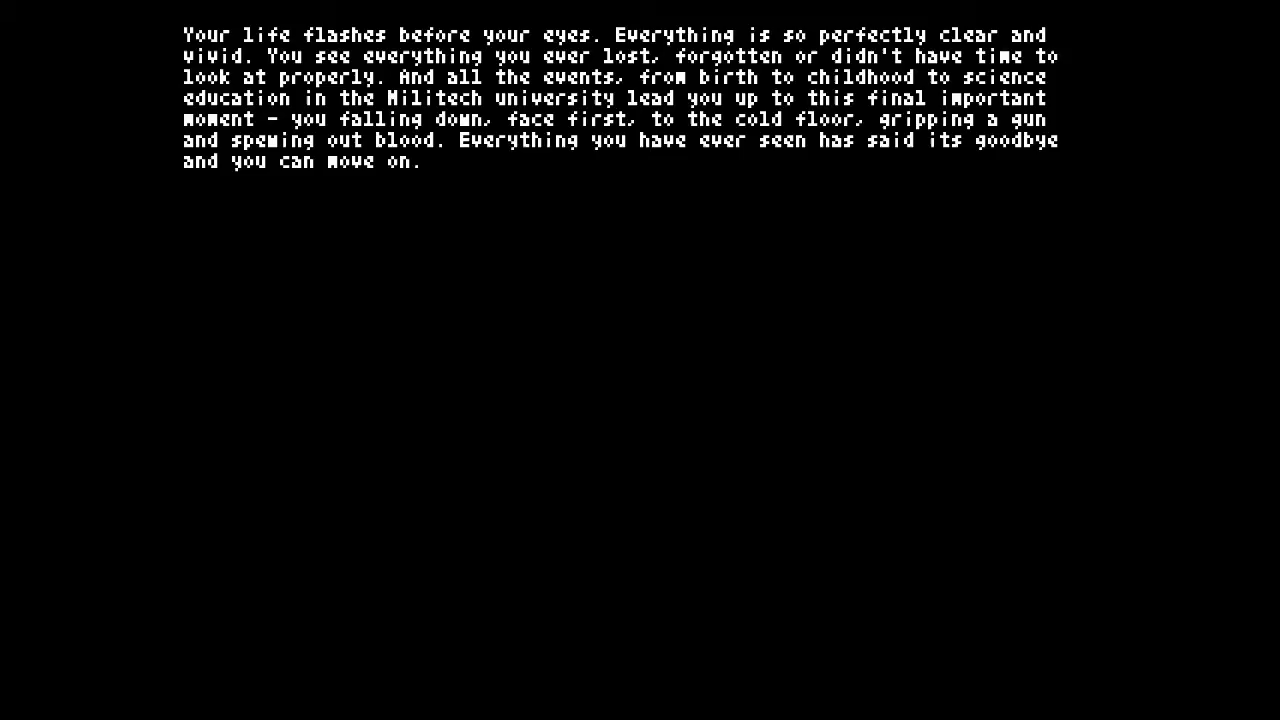 Your life flashes before your eyes. Everything is so perfectly clear and
vivid. You see everything you ever lost, forgotten or didn't have time to
look at properly. And all the events, from birth to childhood to science
education in the Militech university lead you up to this final important
moment - you falling down, face first, to the cold floor, gripping a gun
and spewing out blood. Everything you have ever seen has said its goodbye
and you can move on.